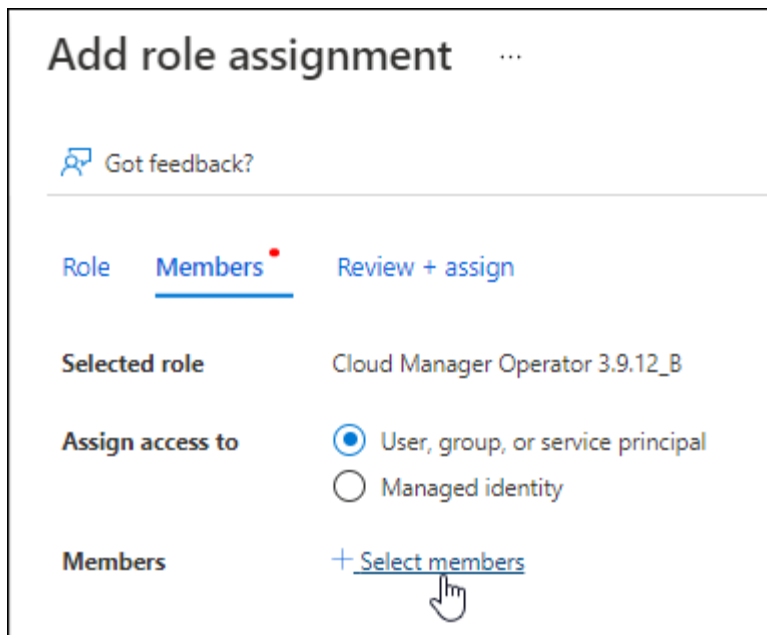 Add role assignment ...
Got feedback?
Role Members Review + assign
Selected role Cloud Manager Operator 3.9.12_B
Assign access to User, group, or service principal
Managed identity
Members + Select members